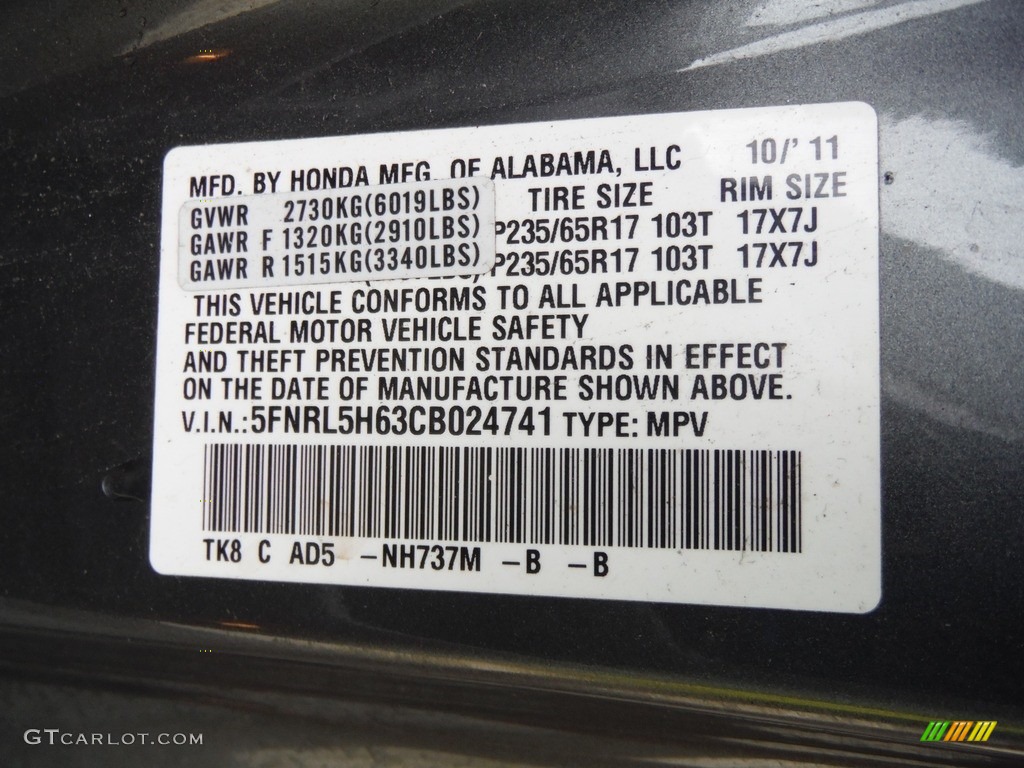 MFD. BY HONDA MFG. OF ALABAMA, LLC 10/' 11
TIRE SIZE RIM SIZE
GVWR 2730KG(6019LBS)
GAWR F 1320KG(2910LBS) P235/65R17 103T 17X7J
GAWR R 1515KG(3340LBS) P235/65R17 103T 17X7J
THIS VEHICLE CONFORMS TO ALL APPLICABLE
FEDERAL MOTOR VEHICLE SAFETY
AND THEFT PREVENTION STANDARDS IN EFFECT
ON THE DATE OF MANUFACTURE SHOWN ABOVE.
V.I.N.: 5FNRL5H63CB024741 TYPE: MPV
TK8 C AD5 -NH737M -B -B
GTCARLOT.COM